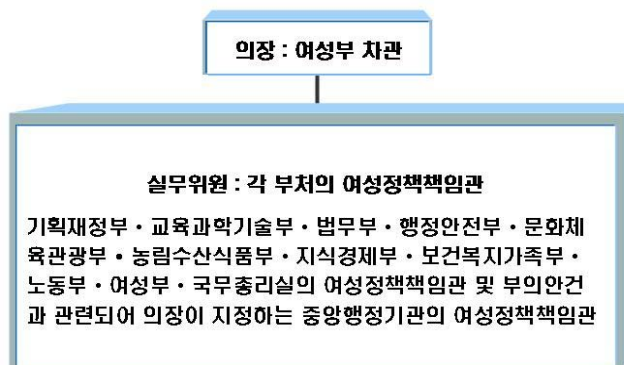 의장 : 여성부 차관
실무위원 : 각 부처의 여성정책책임관
기획재정부・교육과학기술부・법무부・행정안전부・문화체
육관광부・농림수산식품부・지식경제부・보건복지가족부・
노동부・여성부・국무총리실의 여성정책책임관 및 부의안건
과 관련되어 의장이 지정하는 중앙행정기관의 여성정책책임관